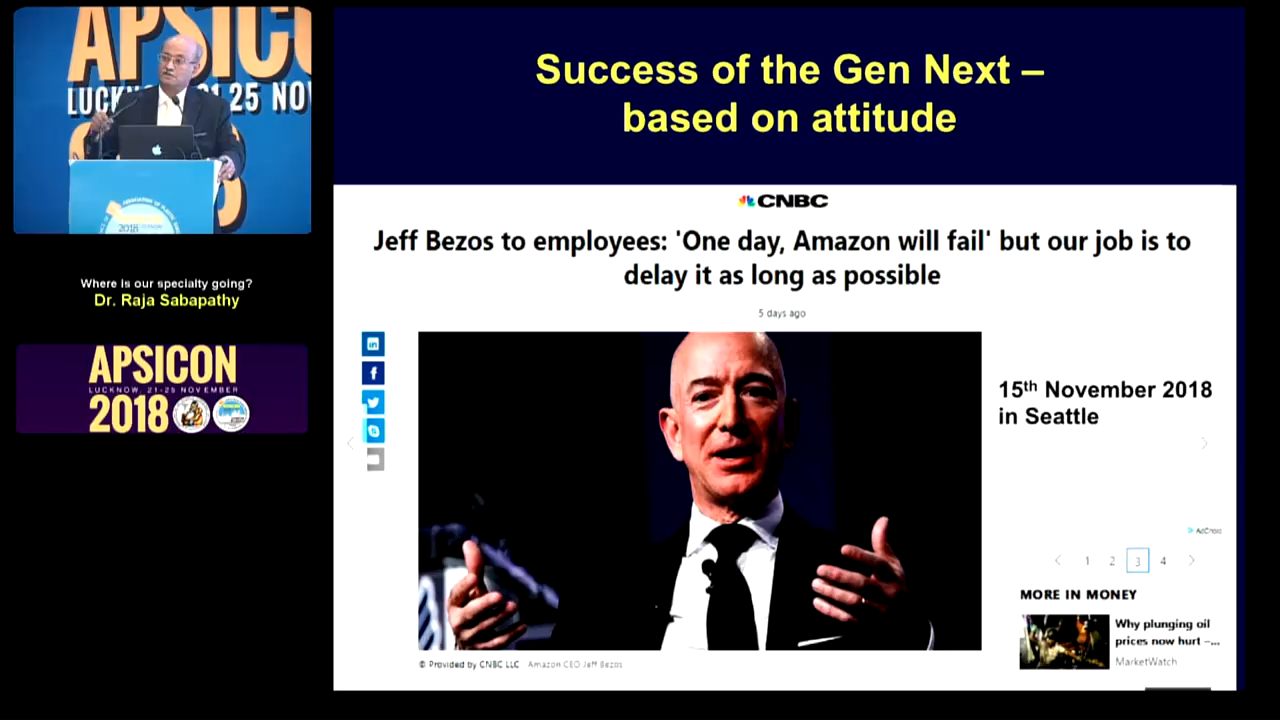 APSICO
LUCKN
21-25 NOV
2018
Where is our specialty going?
Dr. Raja Sabapathy
APSICON
LUCKNOW, 21-25 NOVEMBER
2018
Success of the Gen Next –
based on attitude
CNBC
Jeff Bezos to employees: 'One day, Amazon will fail' but our job is to
delay it as long as possible
5 days ago
15th November 2018
in Seattle
1 2 3 4
MORE IN MONEY
Why plunging oil
prices now hurt –...
MarketWatch
© Provided by CNBC LLC Amazon CEO Jeff Bezos